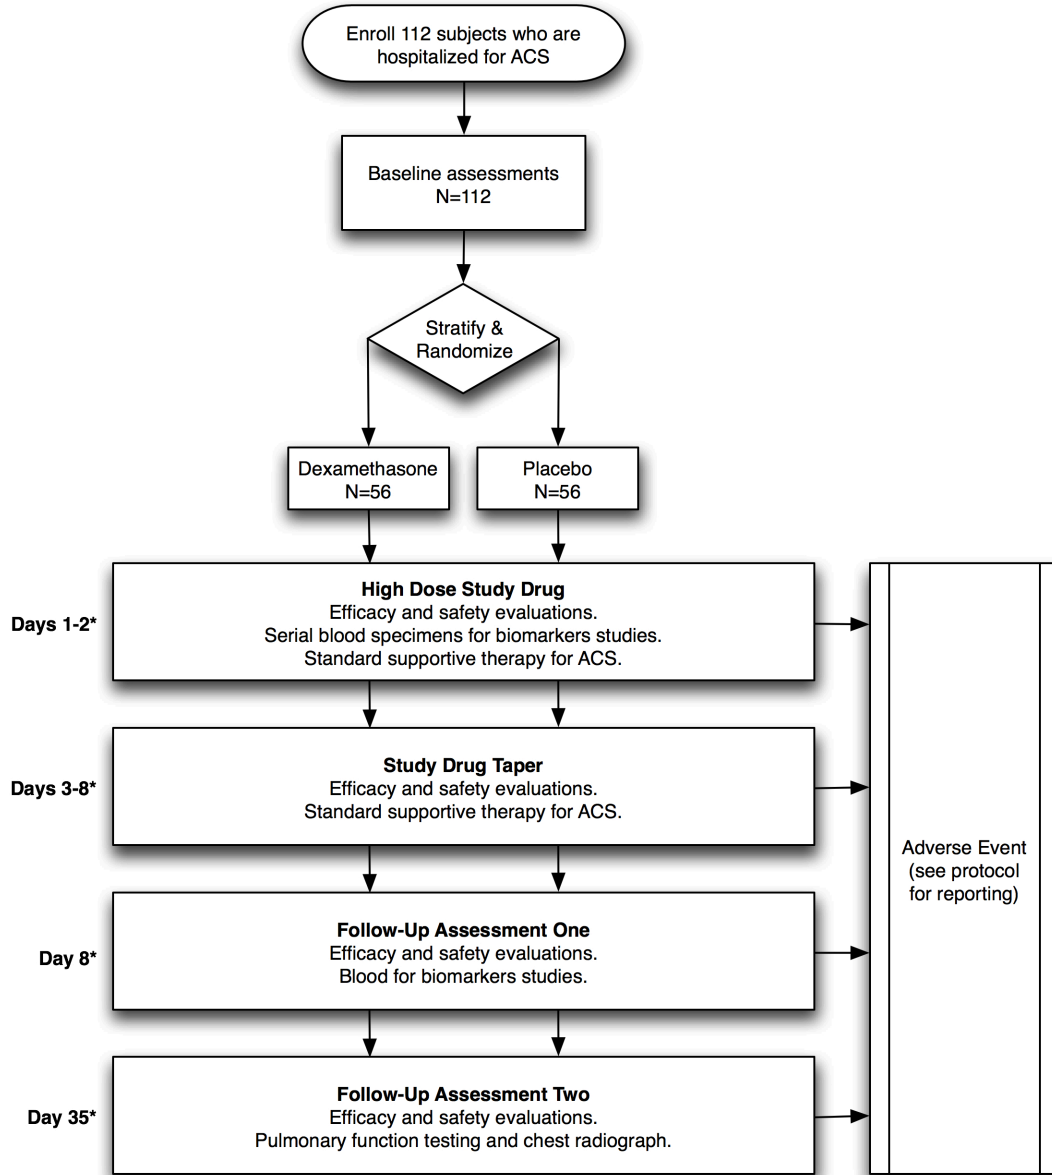 Enroll 112 subjects who are
hospitalized for ACS
Baseline assessments
N=112
Stratify &
Randomize
Dexamethasone
N=56
Placebo
N=56
Days 1-2*
High Dose Study Drug
Efficacy and safety evaluations.
Serial blood specimens for biomarkers studies.
Standard supportive therapy for ACS.
Days 3-8*
Study Drug Taper
Efficacy and safety evaluations.
Standard supportive therapy for ACS.
Adverse Event
(see protocol
for reporting)
Day 8*
Follow-Up Assessment One
Efficacy and safety evaluations.
Blood for biomarkers studies.
Day 35*
Follow-Up Assessment Two
Efficacy and safety evaluations.
Pulmonary function testing and chest radiograph.